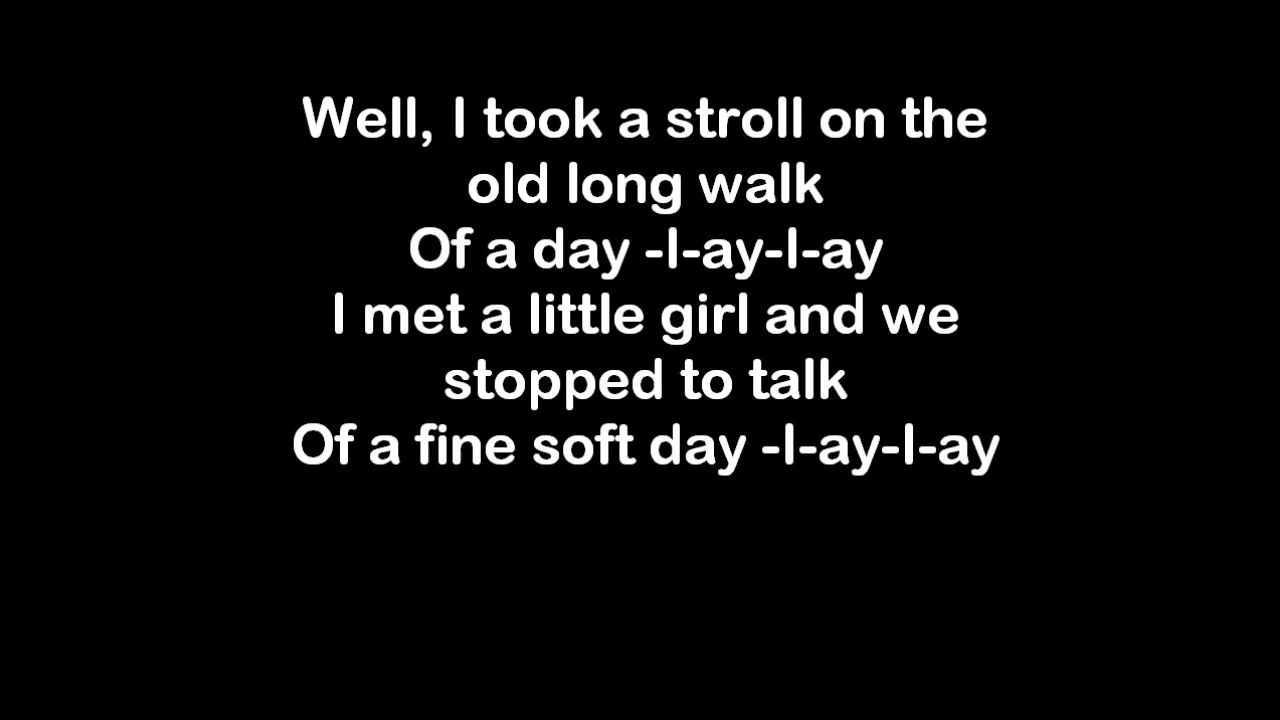 Well, I took a stroll on the
old long walk
Of a day -I-ay-I-ay
I met a little girl and we
stopped to talk
Of a fine soft day -I-ay-I-ay